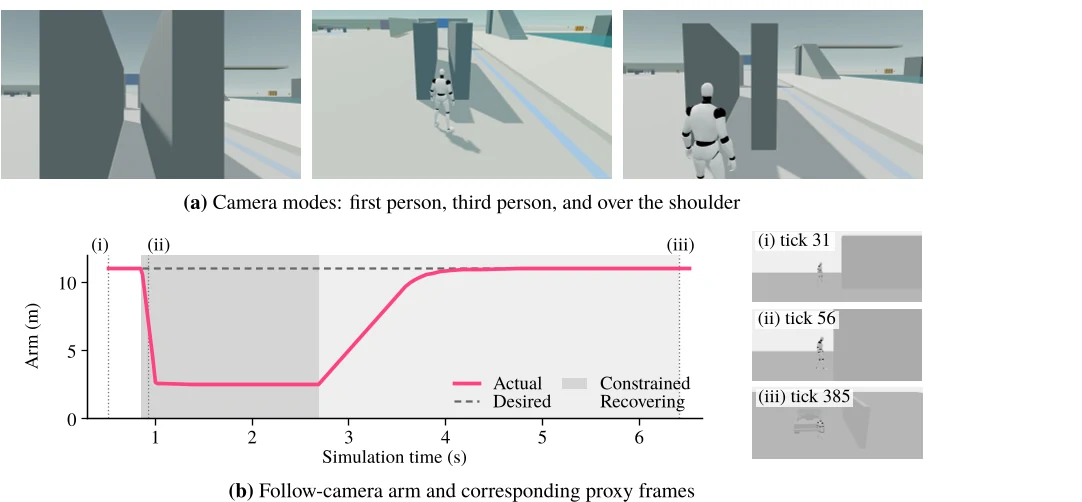 (a) Camera modes: first person, third person, and over the shoulder
(i)
(ii)
(iii)
10
5
0
Arm (m)
Actual
Desired
Constrained
Recovering
1
2
3
4
5
6
Simulation time (s)
(i) tick 31
(ii) tick 56
(iii) tick 385
(b) Follow-camera arm and corresponding proxy frames